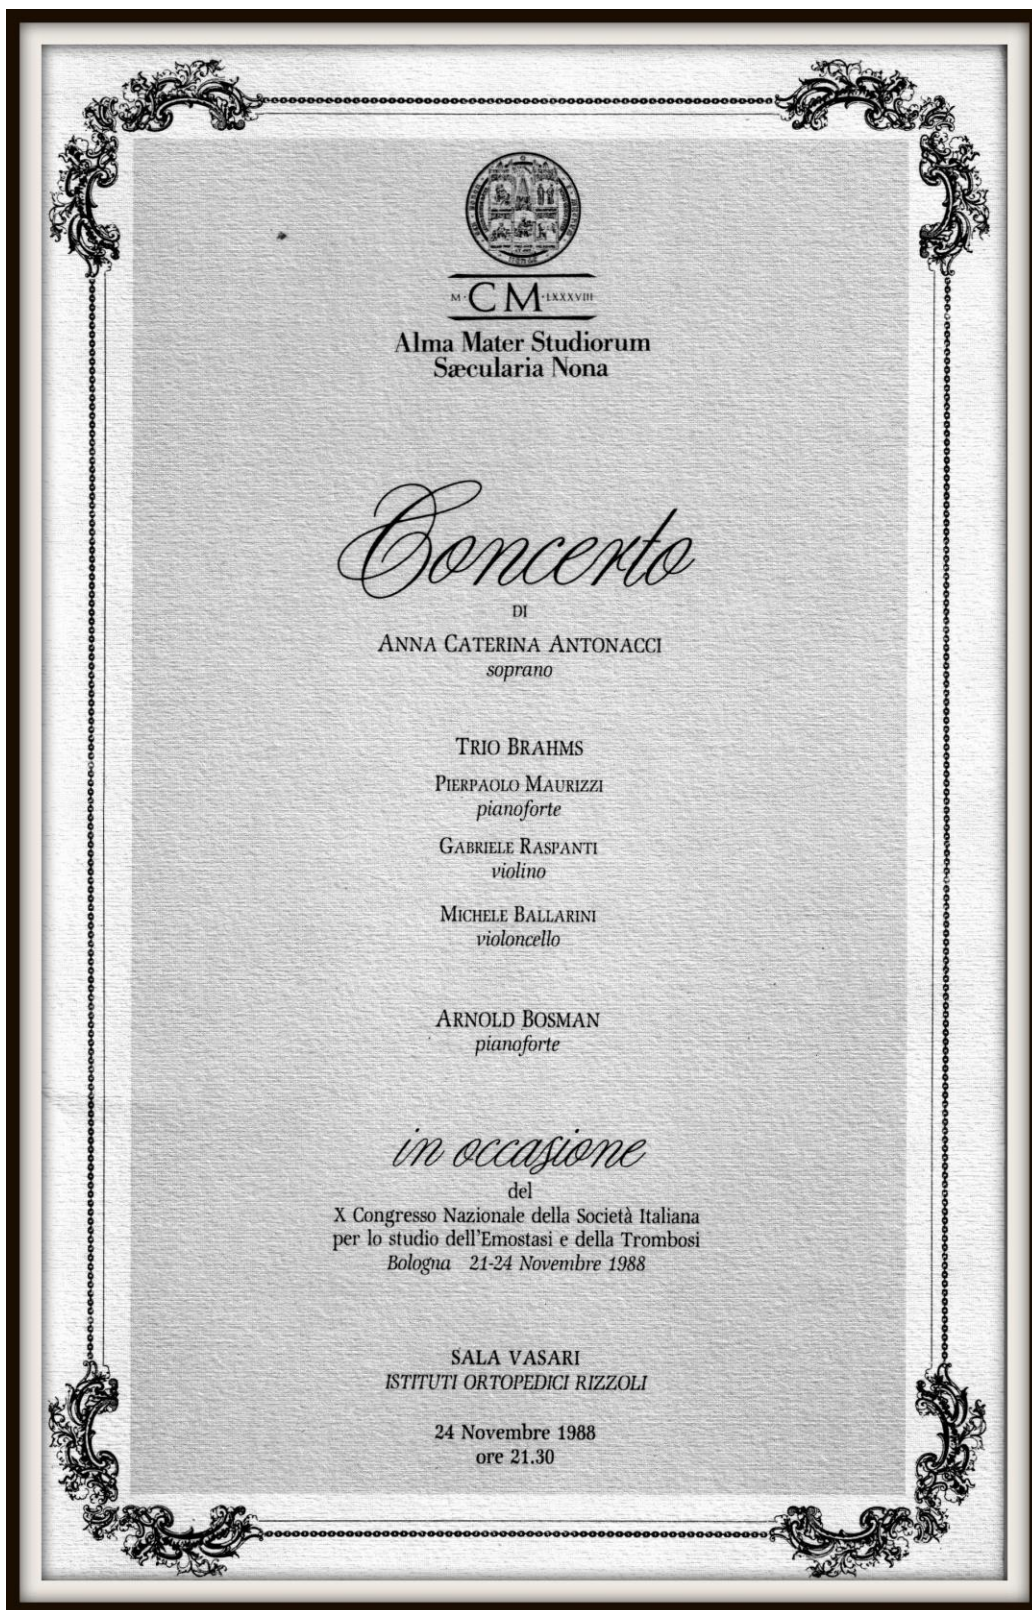 M · CM · LXXXVIII
Alma Mater Studiorum
Sæcularia Nona
Concerto
DI
ANNA CATERINA ANTONACCI
soprano
TRIO BRAHMS
PIERPAOLO MAURIZZI
pianoforte
GABRIELE RASPANTI
violino
MICHELE BALLARINI
violoncello
ARNOLD BOSMAN
pianoforte
in occasione
del
X Congresso Nazionale della Società Italiana
per lo studio dell'Emostasi e della Trombosi
Bologna 21-24 Novembre 1988
SALA VASARI
ISTITUTI ORTOPEDICI RIZZOLI
24 Novembre 1988
ore 21.30